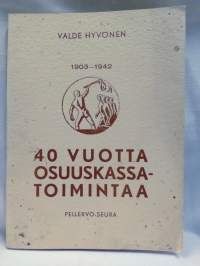 VALDE HYVÖNEN
1903–1942
40 VUOTTA
OSUUSKASSA-
TOIMINTAA
PELLERVO-SEURA